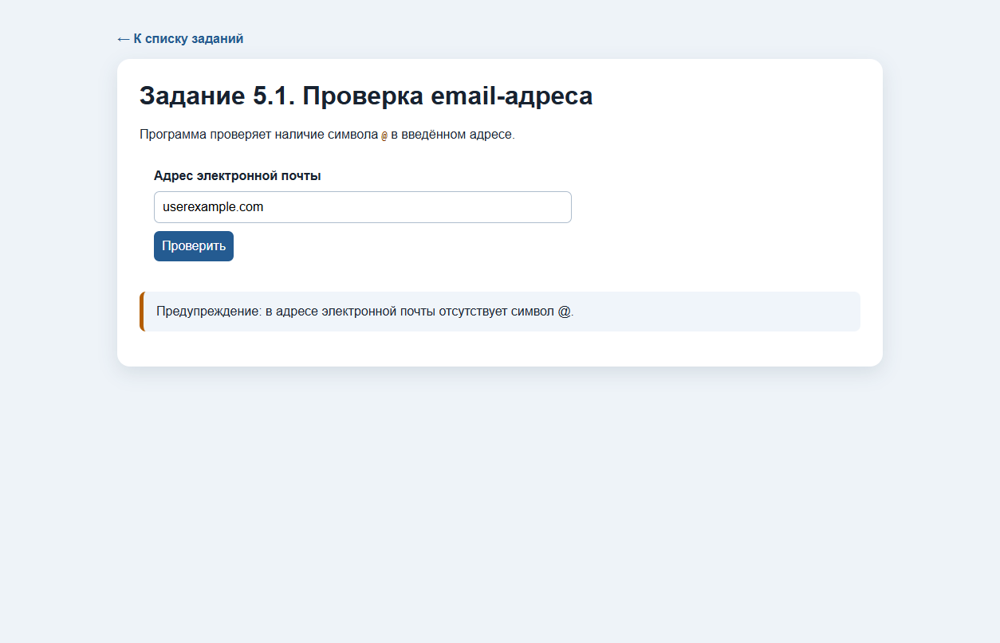 ← К списку заданий
Задание 5.1. Проверка email-адреса
Программа проверяет наличие символа @ в введённом адресе.
Адрес электронной почты
userexample.com
Проверить
Предупреждение: в адресе электронной почты отсутствует символ @.